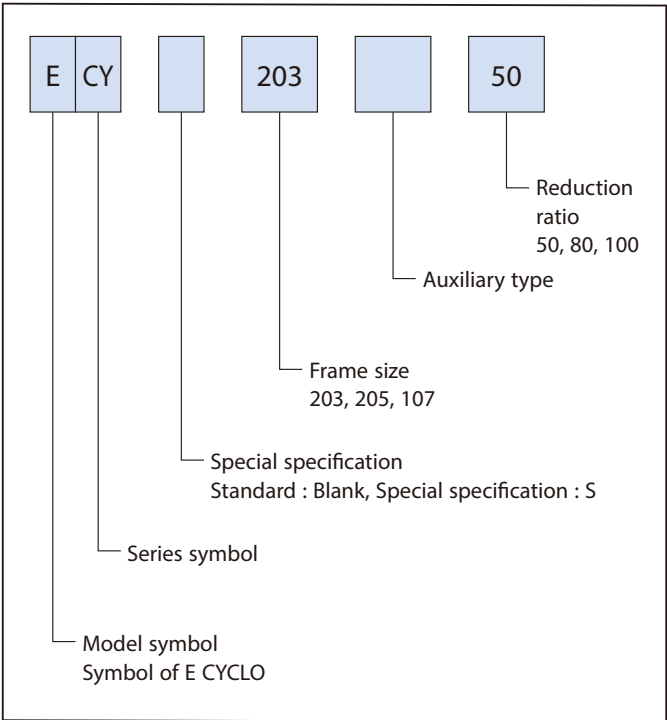 E CY 203 50
Reduction
ratio
50, 80, 100
Auxiliary type
Frame size
203, 205, 107
Special specification
Standard : Blank, Special specification : S
Series symbol
Model symbol
Symbol of E CYCLO